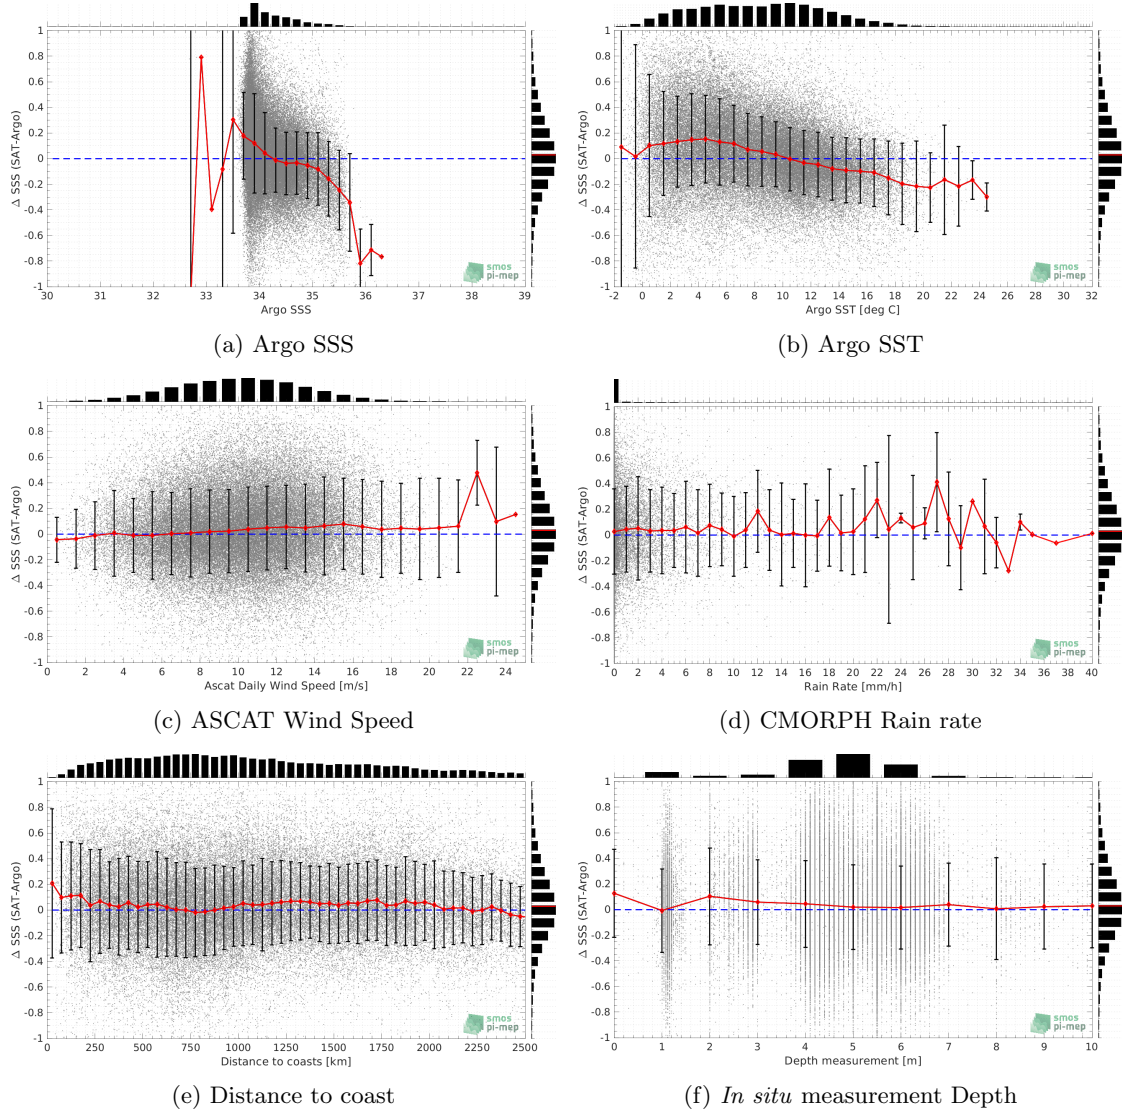 1
0.8
0.6
0.4
0.2
0
-0.2
-0.4
-0.6
-0.8
-1
Δ SSS (SAT-Argo)
30 31 32 33 34 35 36 37 38 39
Argo SSS
smos
pi-mep
(a) Argo SSS
1
0.8
0.6
0.4
0.2
0
-0.2
-0.4
-0.6
-0.8
-1
Δ SSS (SAT-Argo)
-2 0 2 4 6 8 10 12 14 16 18 20 22 24 26 28 30 32
Argo SST [deg C]
smos
pi-mep
(b) Argo SST
1
0.8
0.6
0.4
0.2
0
-0.2
-0.4
-0.6
-0.8
-1
Δ SSS (SAT-Argo)
0 2 4 6 8 10 12 14 16 18 20 22 24
Ascat Daily Wind Speed [m/s]
smos
pi-mep
(c) ASCAT Wind Speed
1
0.8
0.6
0.4
0.2
0
-0.2
-0.4
-0.6
-0.8
-1
Δ SSS (SAT-Argo)
0 2 4 6 8 10 12 14 16 18 20 22 24 26 28 30 32 34 36 38 40
Rain Rate [mm/h]
smos
pi-mep
(d) CMORPH Rain rate
1
0.8
0.6
0.4
0.2
0
-0.2
-0.4
-0.6
-0.8
-1
Δ SSS (SAT-Argo)
0 250 500 750 1000 1250 1500 1750 2000 2250 2500
Distance to coasts [km]
smos
pi-mep
(e) Distance to coast
1
0.8
0.6
0.4
0.2
0
-0.2
-0.4
-0.6
-0.8
-1
Δ SSS (SAT-Argo)
0 1 2 3 4 5 6 7 8 9 10
Depth measurement [m]
smos
pi-mep
(f) In situ measurement Depth